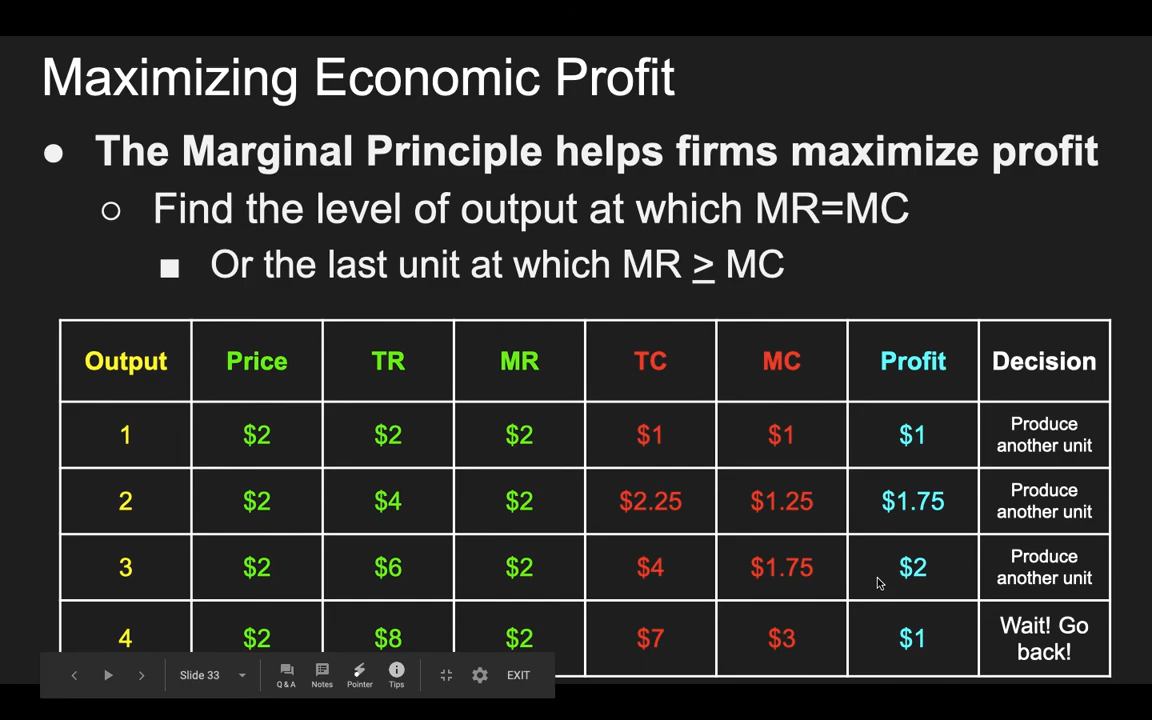 Maximizing Economic Profit
● The Marginal Principle helps firms maximize profit
○ Find the level of output at which MR=MC
■ Or the last unit at which MR ≥ MC
Output Price TR MR TC MC Profit Decision
1 $2 $2 $2 $1 $1 $1 Produce another unit
2 $2 $4 $2 $2.25 $1.25 $1.75 Produce another unit
3 $2 $6 $2 $4 $1.75 $2 Produce another unit
4 $2 $8 $2 $7 $3 $1 Wait! Go back!
Slide 33 Q & A Notes Pointer Tips EXIT